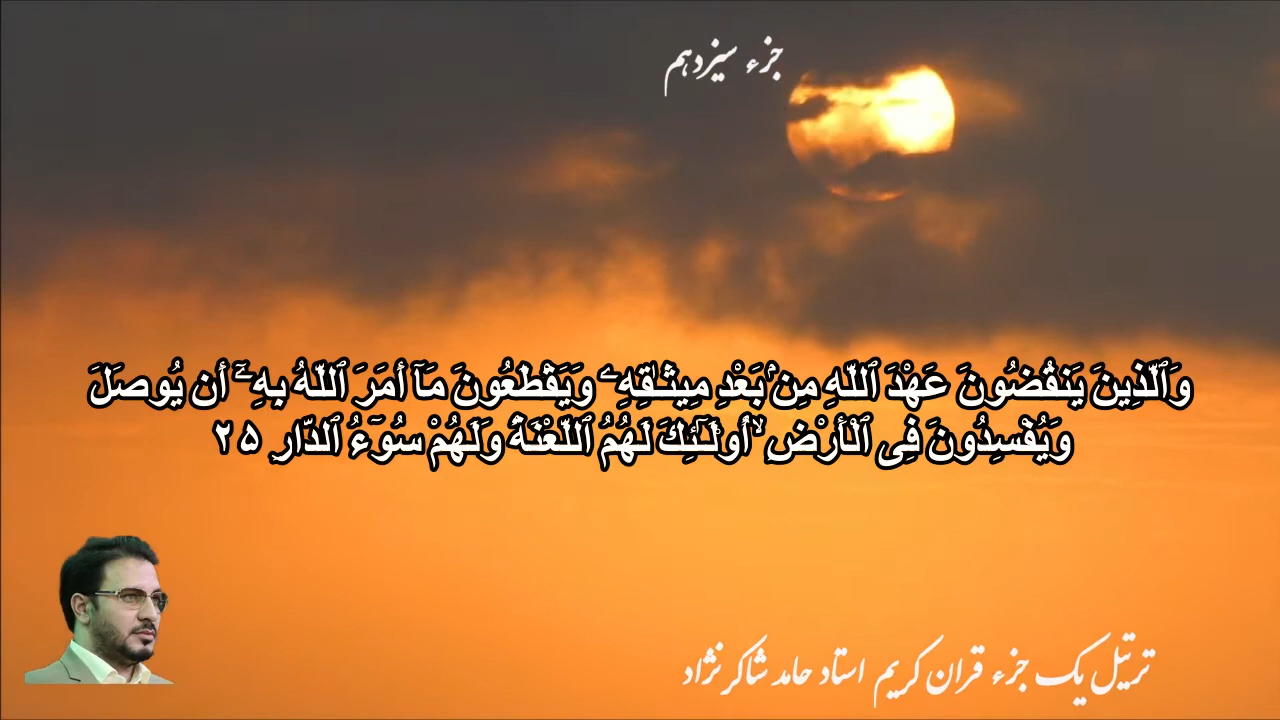 جزء سیزدهم
وَٱلَّذِينَ يَنقُضُونَ عَهْدَ ٱللَّهِ مِنۢ بَعْدِ مِيثَـٰقِهِۦ وَيَقْطَعُونَ مَآ أَمَرَ ٱللَّهُ بِهِۦٓ أَن يُوصَلَ
وَيُفْسِدُونَ فِى ٱلْأَرْضِ ۙ أُو۟لَـٰٓئِكَ لَهُمُ ٱللَّعْنَةُ وَلَهُمْ سُوٓءُ ٱلدَّارِ ۲۵
ترتیل یک جزء قران کریم استاد حامد شاکرنژاد